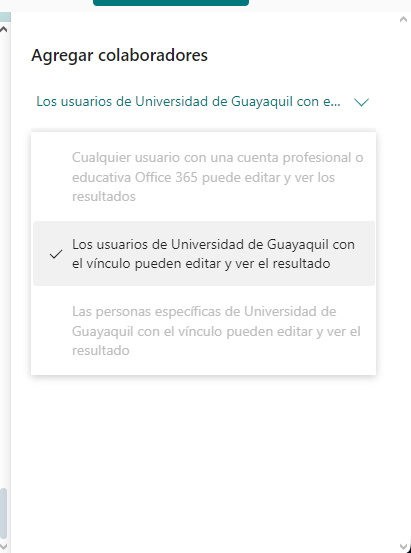 Agregar colaboradores
Los usuarios de Universidad de Guayaquil con e...
Cualquier usuario con una cuenta profesional o
educativa Office 365 puede editar y ver los
resultados
Los usuarios de Universidad de Guayaquil con
el vínculo pueden editar y ver el resultado
Las personas específicas de Universidad de
Guayaquil con el vínculo pueden editar y ver el
resultado